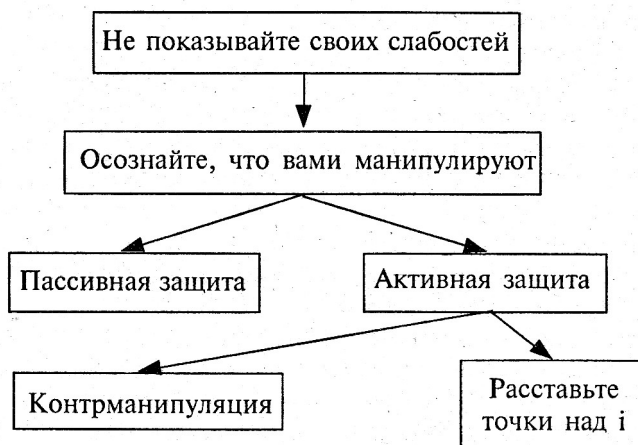 Не показывайте своих слабостей
Осознайте, что вами манипулируют
Пассивная защита
Активная защита
Контрманипуляция
Расставьте
точки над i